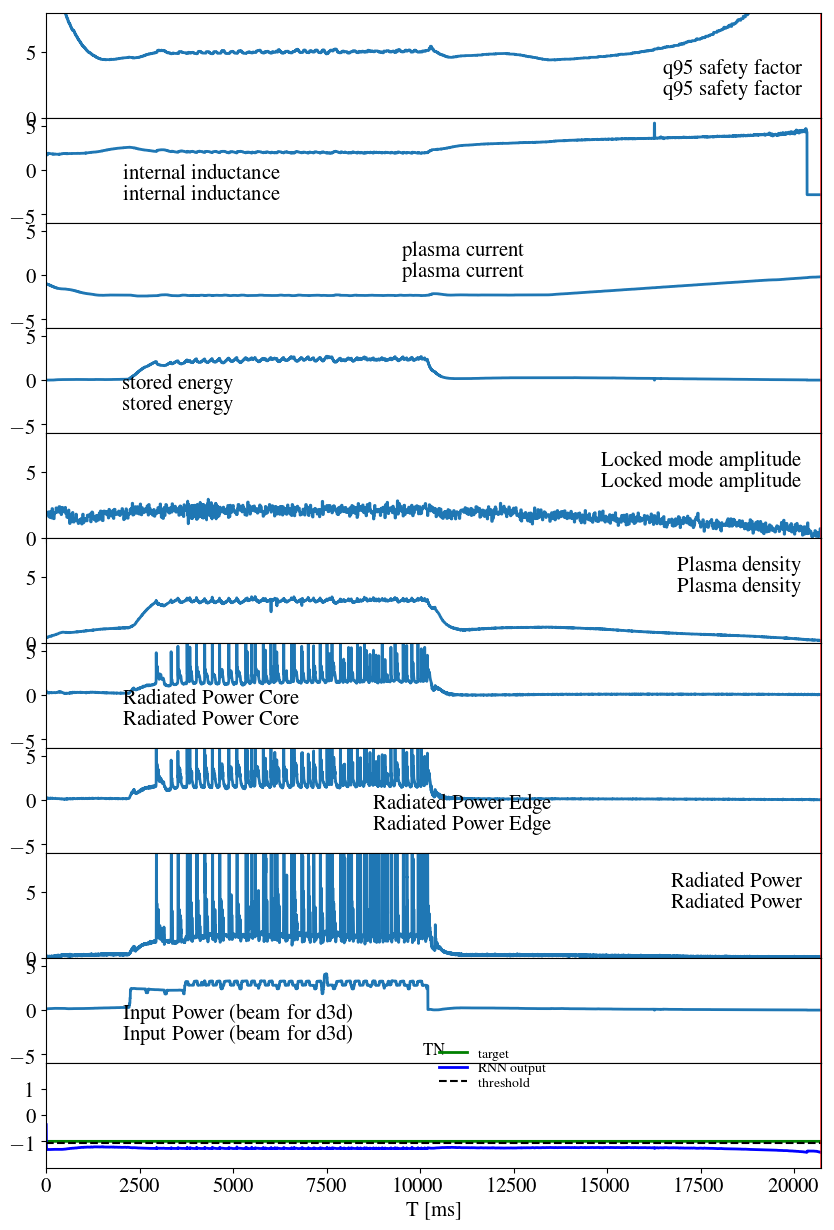 5
q95 safety factor
q95 safety factor
0
5
0
internal inductance
internal inductance
−5
5
plasma current
0
plasma current
−5
5
0
stored energy
stored energy
−5
Locked mode amplitude
5
Locked mode amplitude
0
Plasma density
5
Plasma density
0
5
0
Radiated Power Core
Radiated Power Core
−5
5
0
Radiated Power Edge
Radiated Power Edge
−5
Radiated Power
5
Radiated Power
0
5
0
Input Power (beam for d3d)
Input Power (beam for d3d)
−5
TN
target
RNN output
threshold
1
0
−1
0 2500 5000 7500 10000 12500 15000 17500 20000
T [ms]